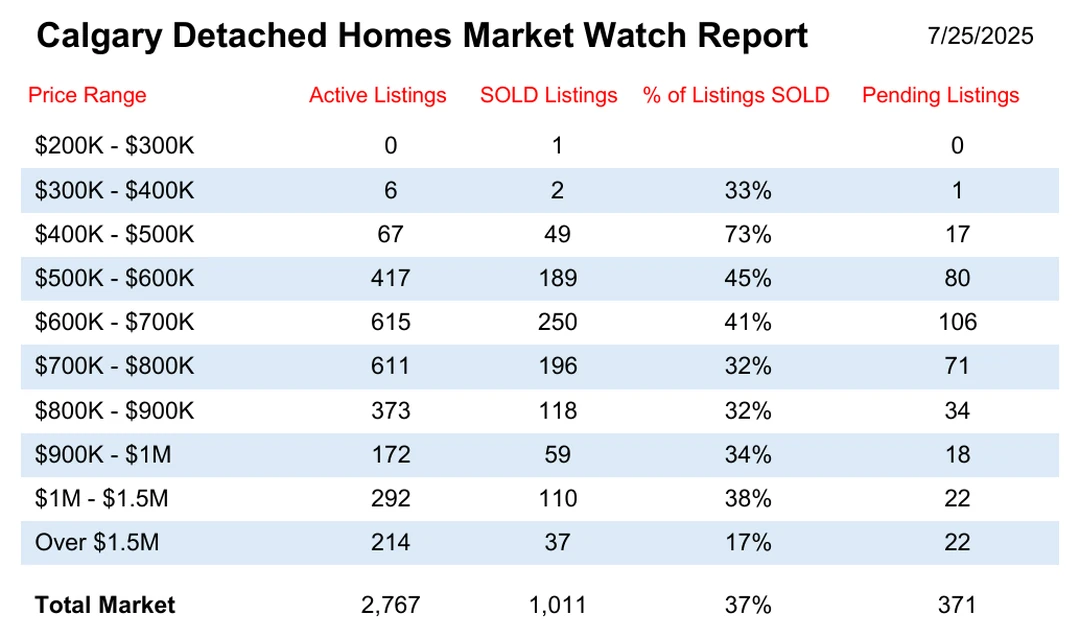 Calgary Detached Homes Market Watch Report 7/25/2025
Price Range Active Listings SOLD Listings % of Listings SOLD Pending Listings
$200K - $300K 0 1 0
$300K - $400K 6 2 33% 1
$400K - $500K 67 49 73% 17
$500K - $600K 417 189 45% 80
$600K - $700K 615 250 41% 106
$700K - $800K 611 196 32% 71
$800K - $900K 373 118 32% 34
$900K - $1M 172 59 34% 18
$1M - $1.5M 292 110 38% 22
Over $1.5M 214 37 17% 22
Total Market 2,767 1,011 37% 371